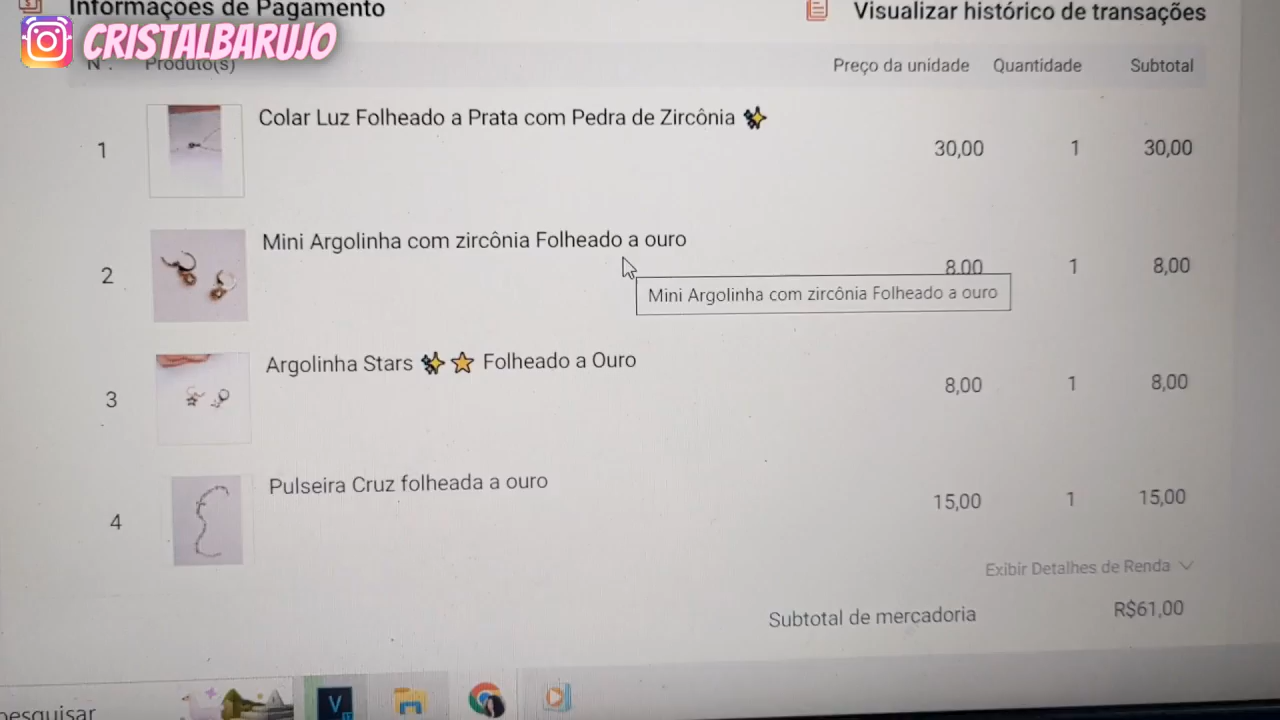 Informações de Pagamento
Visualizar histórico de transações
CRISTALBARUJO
Nº. Produto(s) Preço da unidade Quantidade Subtotal
1 Colar Luz Folheado a Prata com Pedra de Zircônia ✨ 30,00 1 30,00
2 Mini Argolinha com zircônia Folheado a ouro 8,00 1 8,00
Mini Argolinha com zircônia Folheado a ouro
3 Argolinha Stars ✨⭐ Folheado a Ouro 8,00 1 8,00
4 Pulseira Cruz folheada a ouro 15,00 1 15,00
Exibir Detalhes de Renda
Subtotal de mercadoria R$61,00
pesquisar
V